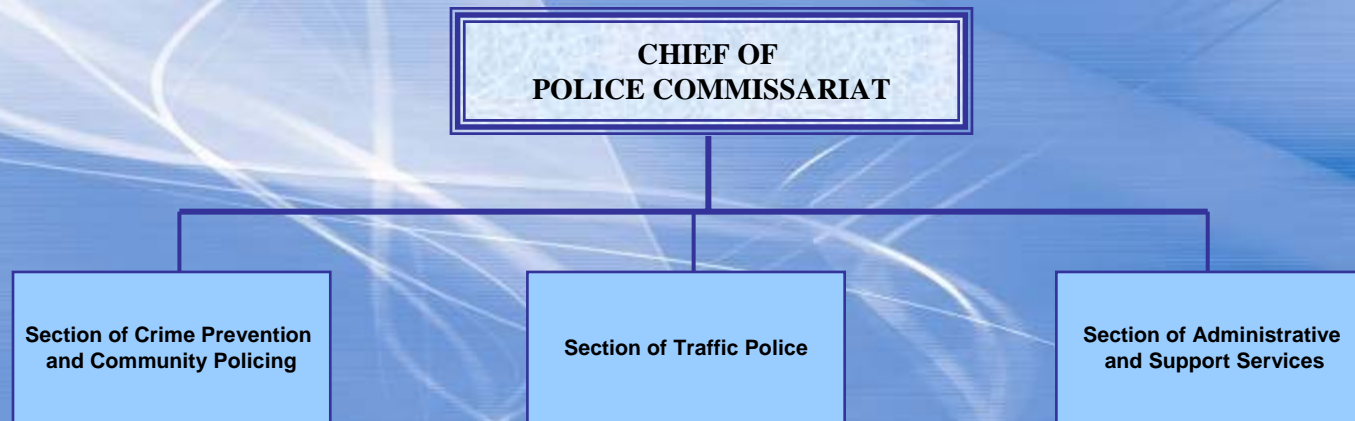 CHIEF OF
POLICE COMMISSARIAT
Section of Crime Prevention
and Community Policing
Section of Traffic Police
Section of Administrative
and Support Services